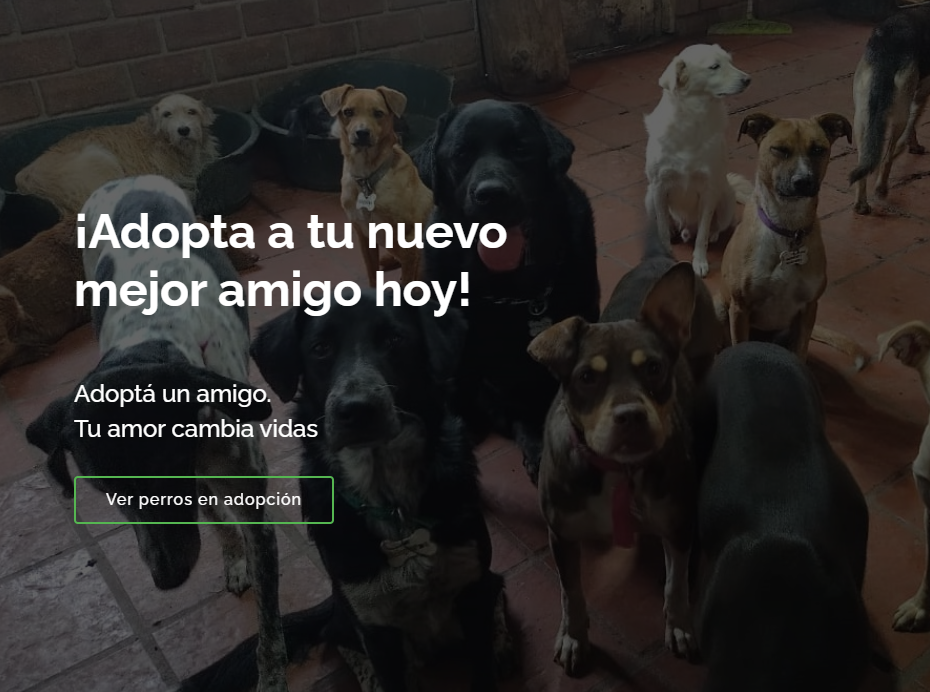 ¡Adopta a tu nuevo
mejor amigo hoy!
Adoptá un amigo.
Tu amor cambia vidas
Ver perros en adopción